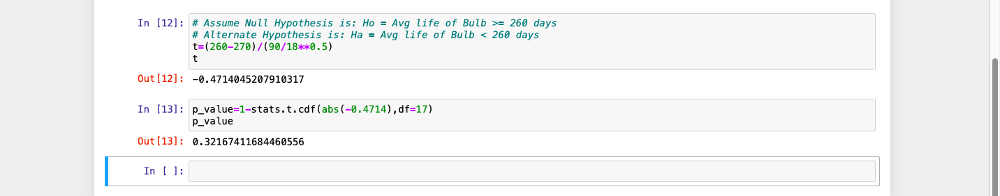 In [12]: # Assume Null Hypothesis is: Ho = Avg life of Bulb >= 260 days
# Alternate Hypothesis is: Ha = Avg life of Bulb < 260 days
t=(260-270)/(90/18**0.5)
t
Out[12]: -0.4714045207910317
In [13]: p_value=1-stats.t.cdf(abs(-0.4714),df=17)
p_value
Out[13]: 0.32167411684460556
In [ ]: